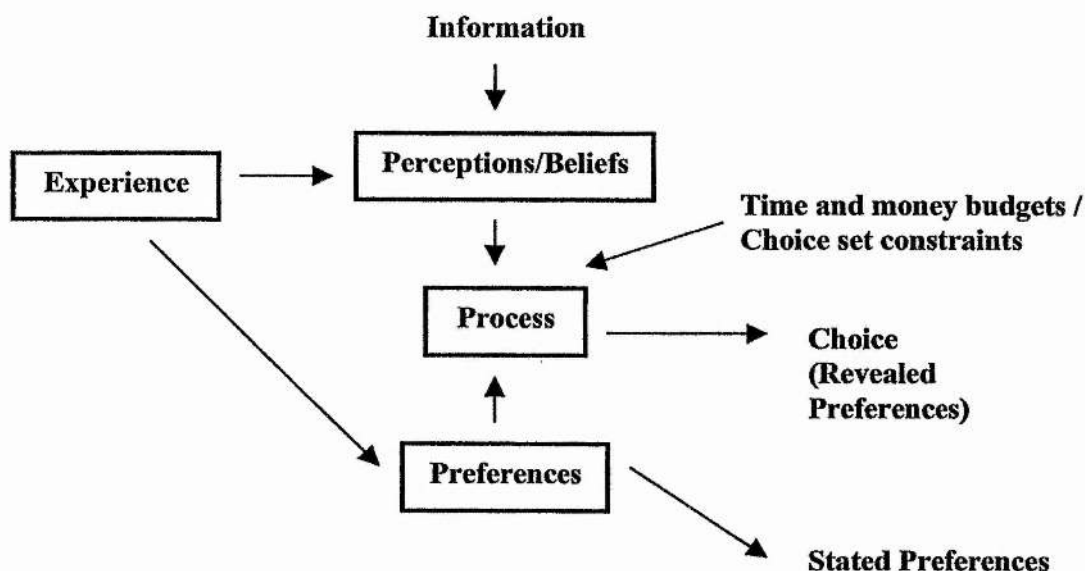 Information
Perceptions/Beliefs
Experience
Time and money budgets /
Choice set constraints
Process
Choice
(Revealed
Preferences)
Preferences
Stated Preferences